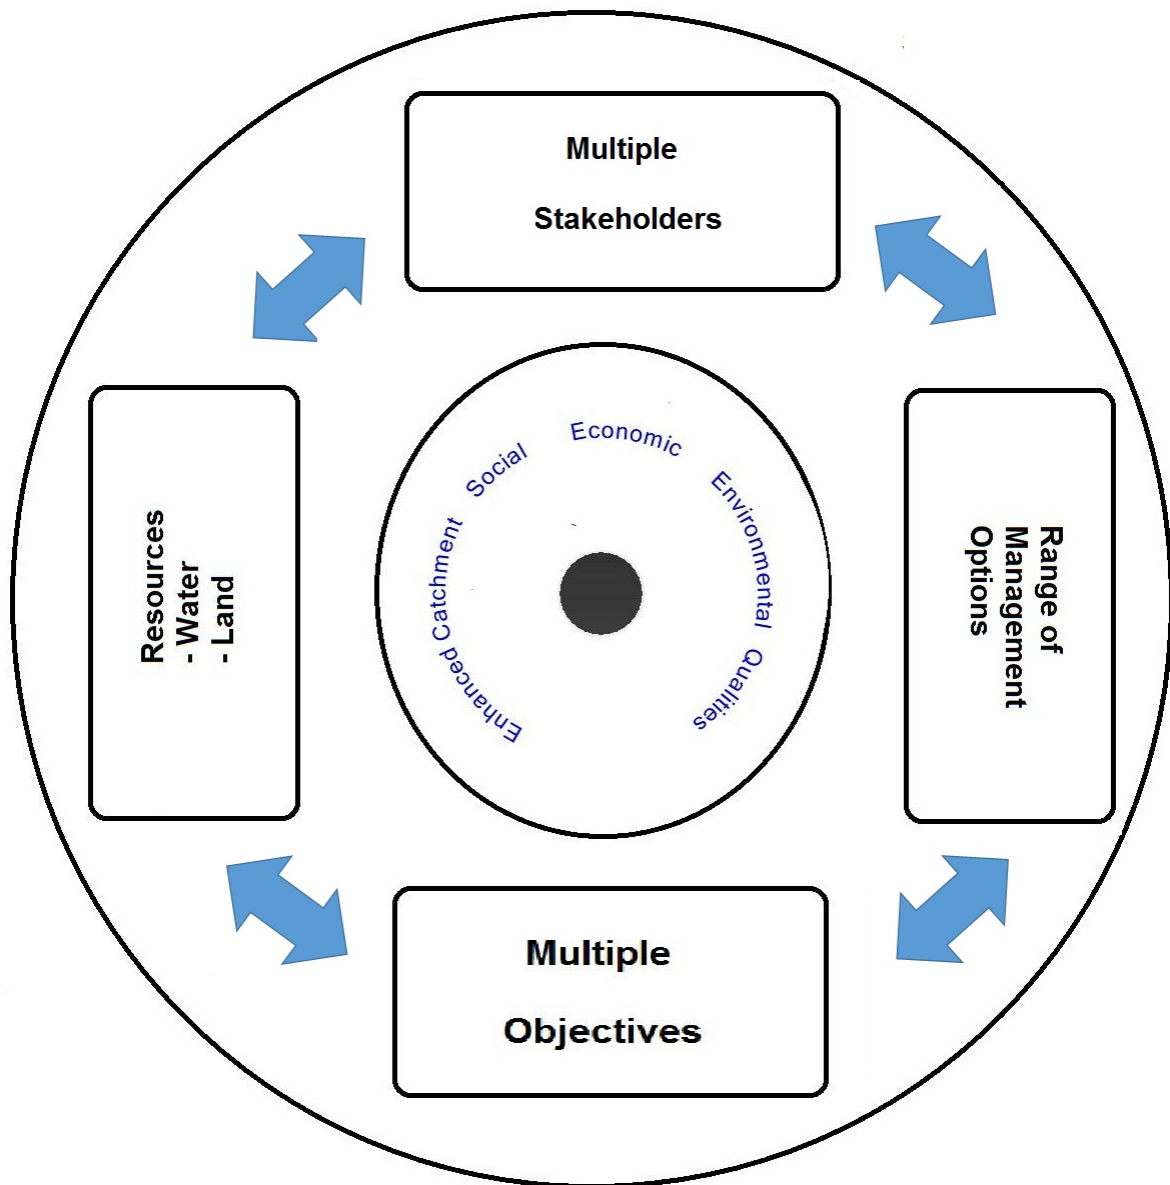 Multiple
Stakeholders
Resources
- Water
- Land
Enhanced Catchment Social Economic Environmental Qualities
Range of
Management
Options
Multiple
Objectives